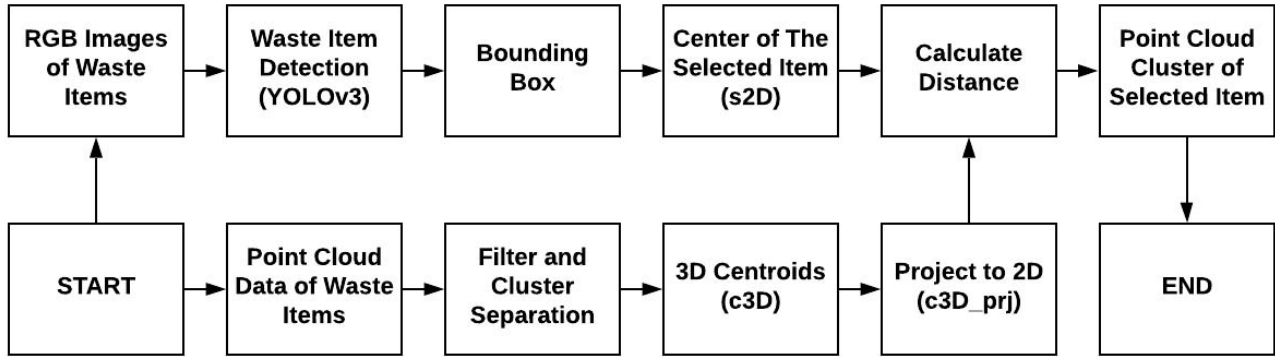 RGB Images
of Waste
Items
Waste Item
Detection
(YOLOv3)
Bounding
Box
Center of The
Selected Item
(s2D)
Calculate
Distance
Point Cloud
Cluster of
Selected Item
START
Point Cloud
Data of Waste
Items
Filter and
Cluster
Separation
3D Centroids
(c3D)
Project to 2D
(c3D_prj)
END